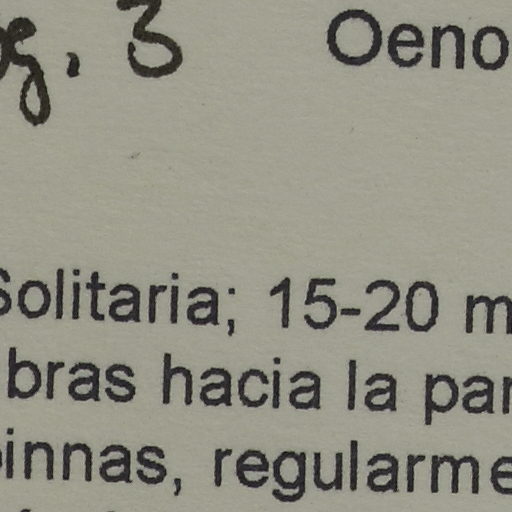 g. 3 Oeno
Solitaria; 15-20 m
bras hacia la par
pinnas, regularme